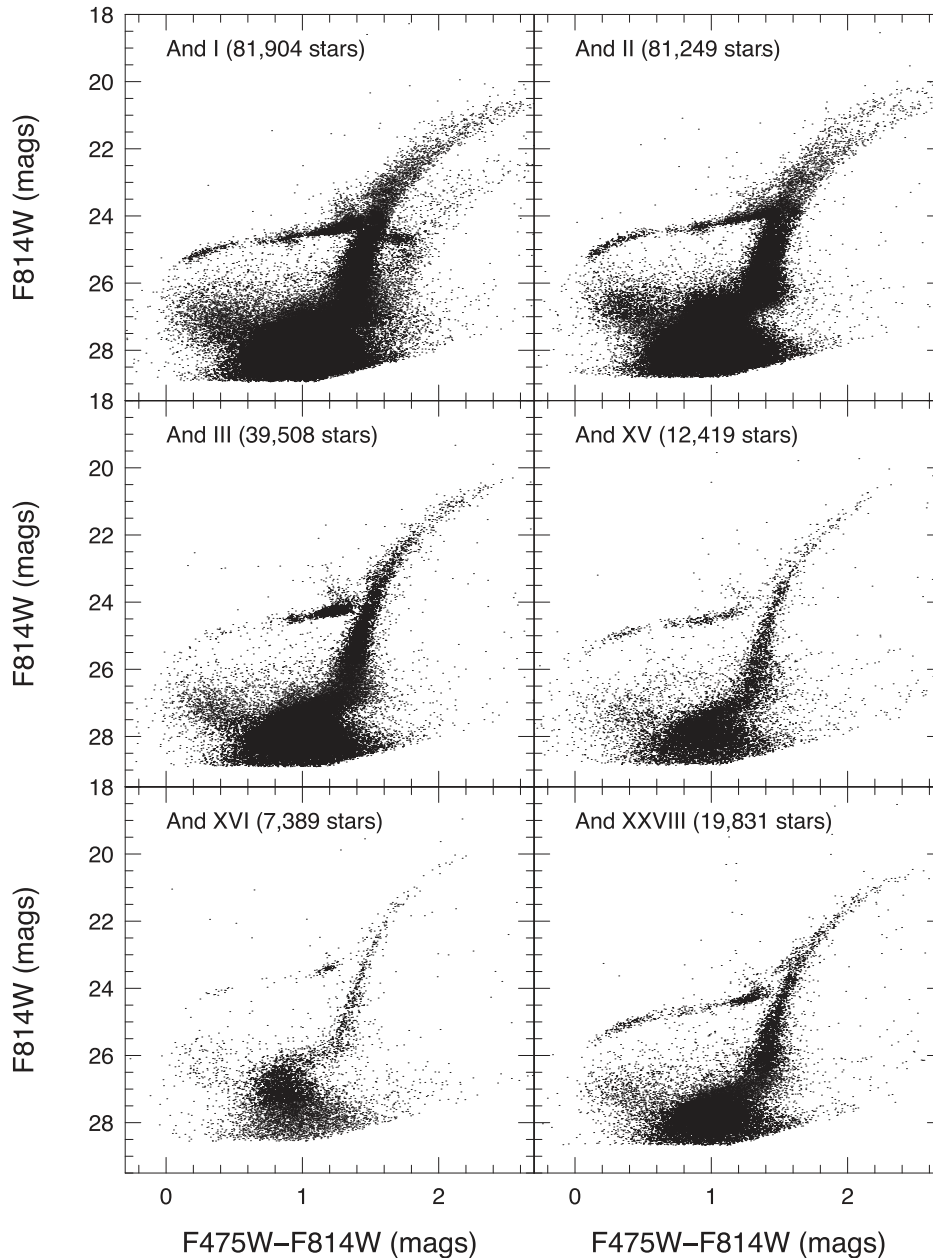 18
20
22
24
26
28
F814W (mags)
And I (81,904 stars)
And II (81,249 stars)
18
20
22
24
26
28
F814W (mags)
And III (39,508 stars)
And XV (12,419 stars)
18
20
22
24
26
28
F814W (mags)
And XVI (7,389 stars)
And XXVIII (19,831 stars)
0 1 2
0 1 2
F475W–F814W (mags)
F475W–F814W (mags)